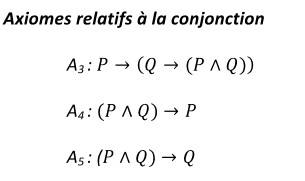 Axiomes relatifs à la conjonction
A₃ : P → (Q → (P ∧ Q))
A₄ : (P ∧ Q) → P
A₅ : (P ∧ Q) → Q